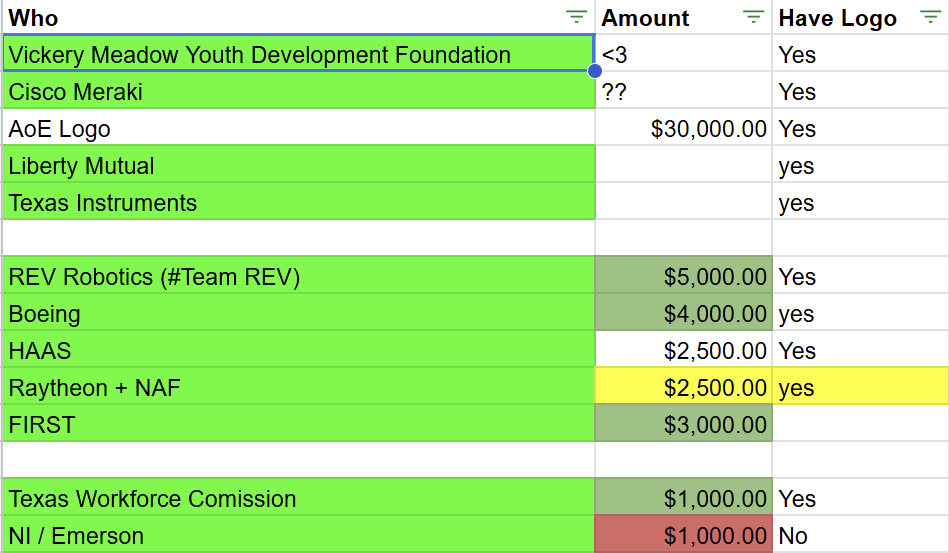 Who Amount Have Logo
Vickery Meadow Youth Development Foundation <3 Yes
Cisco Meraki ?? Yes
AoE Logo $30,000.00 Yes
Liberty Mutual yes
Texas Instruments yes
REV Robotics (#Team REV) $5,000.00 Yes
Boeing $4,000.00 yes
HAAS $2,500.00 Yes
Raytheon + NAF $2,500.00 yes
FIRST $3,000.00
Texas Workforce Comission $1,000.00 Yes
NI / Emerson $1,000.00 No